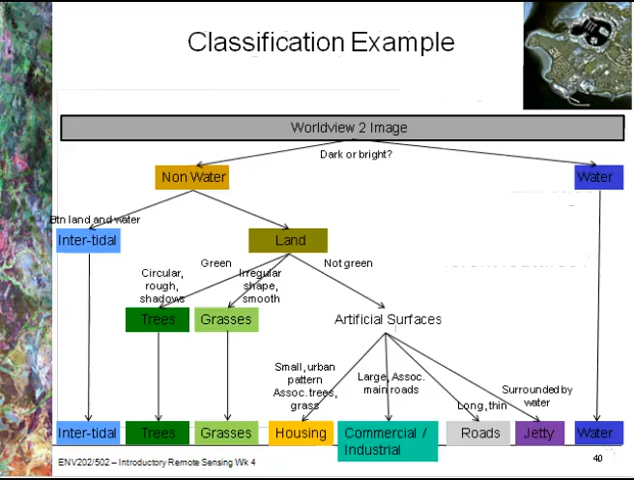 Classification Example
Worldview 2 Image
Dark or bright?
Non Water
Water
Btn land and water
Inter-tidal
Land
Green
Not green
Circular,
rough,
shadows
Irregular
shape,
smooth
Trees
Grasses
Artificial Surfaces
Small, urban
pattern
Assoc. trees,
grass
Large, Assoc.
main roads
Long, thin
Surrounded by
water
Inter-tidal
Trees
Grasses
Housing
Commercial /
Industrial
Roads
Jetty
Water
ENV202/502 – Introductory Remote Sensing Wk 4
40